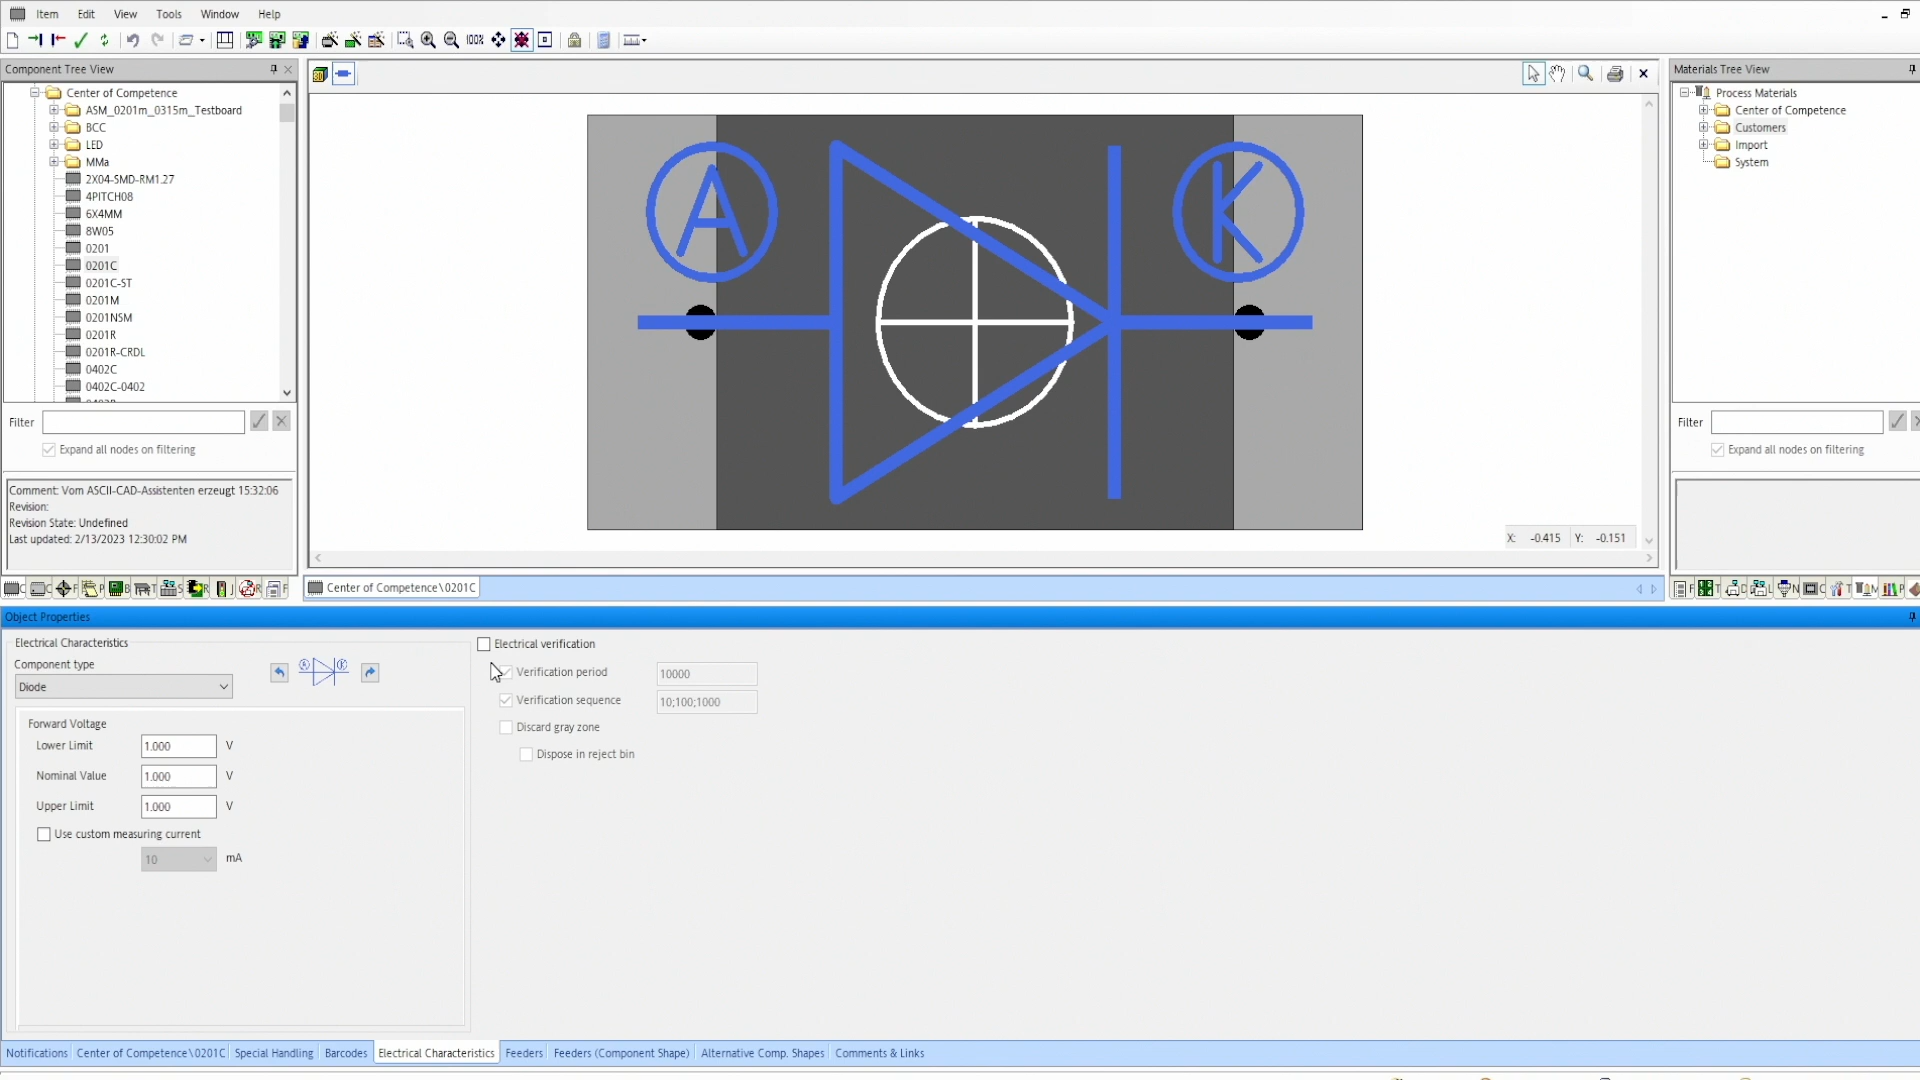 Item Edit View Tools Window Help
100%
Component Tree View
Center of Competence
ASM_0201m_0315m_Testboard
BCC
LED
MMa
2X04-SMD-RM1.27
4PITCH08
6X4MM
8W05
0201
0201C
0201C-ST
0201M
0201NSM
0201R
0201R-CRDL
0402C
0402C-0402
Filter
Expand all nodes on filtering
Comment: Vom ASCII-CAD-Assistenten erzeugt 15:32:06
Revision:
Revision State: Undefined
Last updated: 2/13/2023 12:30:02 PM
A K
X: -0.415 Y: -0.151
Center of Competence\0201C
Materials Tree View
Process Materials
Center of Competence
Customers
Import
System
Filter
Expand all nodes on filtering
Object Properties
Electrical Characteristics
Component type
Diode
Forward Voltage
Lower Limit 1.000 V
Nominal Value 1.000 V
Upper Limit 1.000 V
Use custom measuring current
10 mA
Electrical verification
Verification period 10000
Verification sequence 10;100;1000
Discard gray zone
Dispose in reject bin
Notifications Center of Competence\0201C Special Handling Barcodes Electrical Characteristics Feeders Feeders (Component Shape) Alternative Comp. Shapes Comments & Links